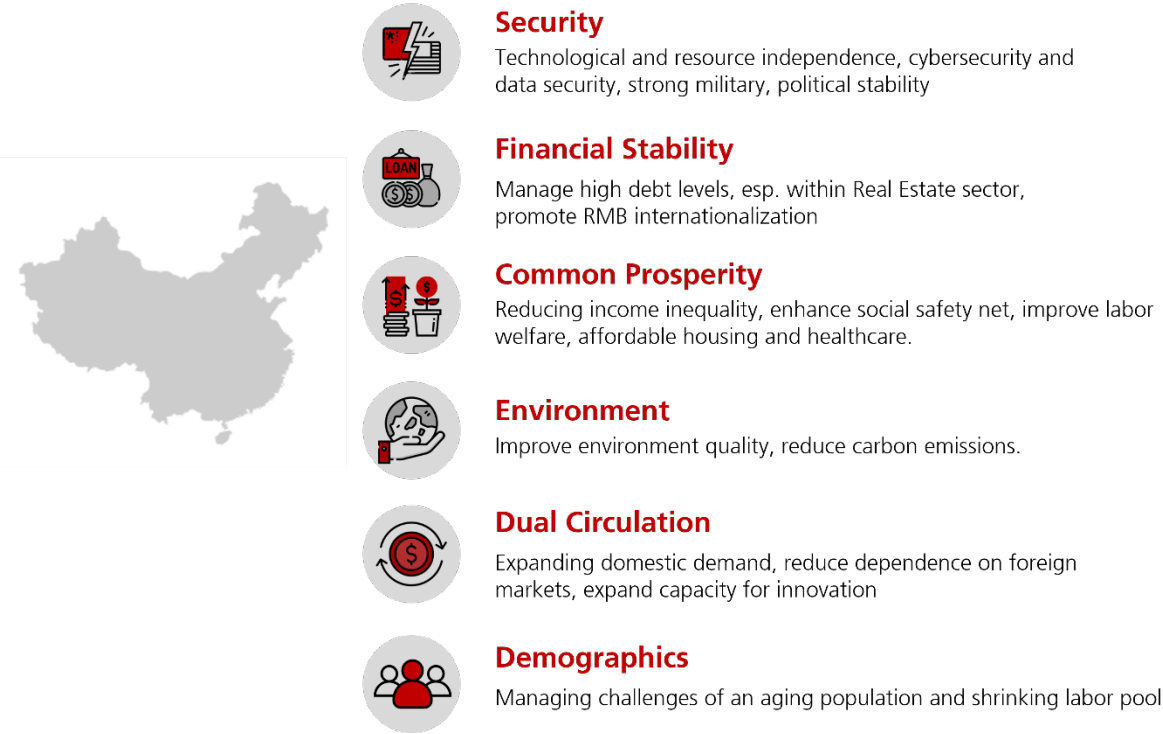 Security
Technological and resource independence, cybersecurity and
data security, strong military, political stability
LOAN
Financial Stability
Manage high debt levels, esp. within Real Estate sector,
promote RMB internationalization
Common Prosperity
Reducing income inequality, enhance social safety net, improve labor
welfare, affordable housing and healthcare.
Environment
Improve environment quality, reduce carbon emissions.
Dual Circulation
Expanding domestic demand, reduce dependence on foreign
markets, expand capacity for innovation
Demographics
Managing challenges of an aging population and shrinking labor pool